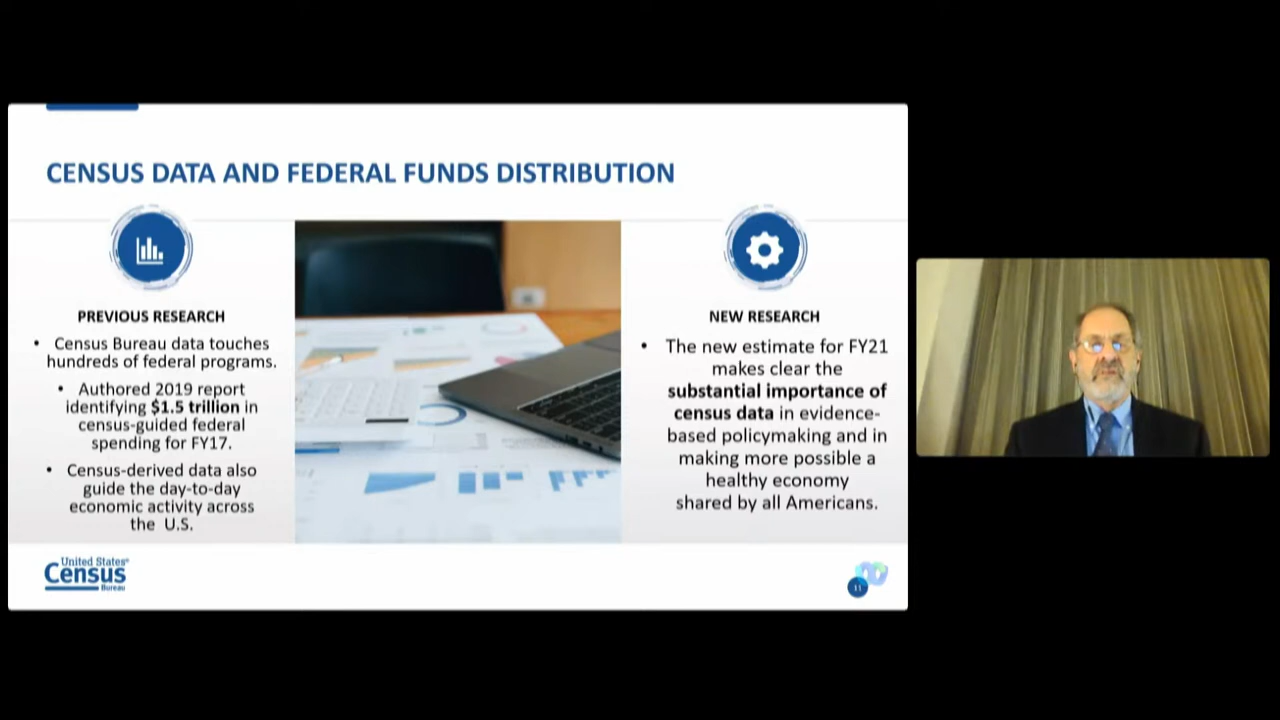 CENSUS DATA AND FEDERAL FUNDS DISTRIBUTION
PREVIOUS RESEARCH
• Census Bureau data touches
hundreds of federal programs.
• Authored 2019 report
identifying $1.5 trillion in
census-guided federal
spending for FY17.
• Census-derived data also
guide the day-to-day
economic activity across
the U.S.
NEW RESEARCH
• The new estimate for FY21
makes clear the
substantial importance of
census data in evidence-
based policymaking and in
making more possible a
healthy economy
shared by all Americans.
United States®
Census
Bureau
11